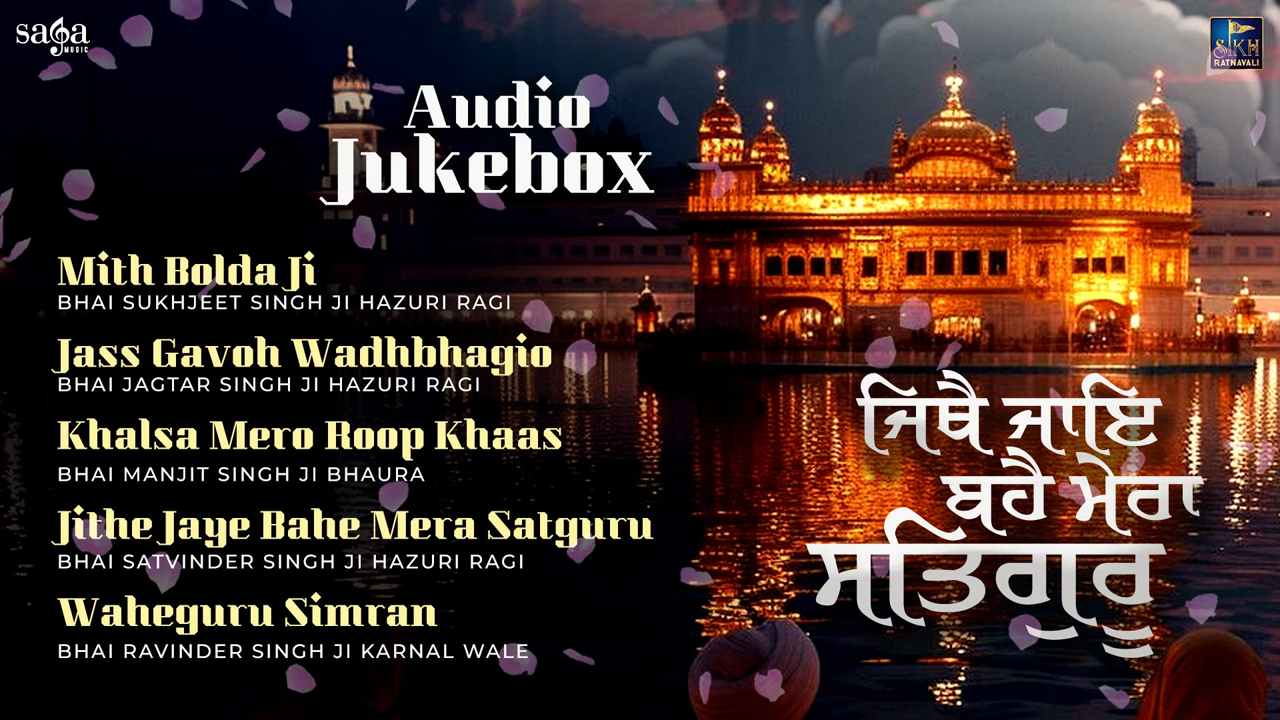 saga
MUSIC
SIKH
RATNAVALI
Audio
Jukebox
Mith Bolda Ji
BHAI SUKHJEET SINGH JI HAZURI RAGI
Jass Gavoh Wadhbhagio
BHAI JAGTAR SINGH JI HAZURI RAGI
Khalsa Mero Roop Khaas
BHAI MANJIT SINGH JI BHAURA
Jithe Jaye Bahe Mera Satguru
BHAI SATVINDER SINGH JI HAZURI RAGI
Waheguru Simran
BHAI RAVINDER SINGH JI KARNAL WALE
ਜਿਥੈ ਜਾਇ
ਬਹੈ ਮੇਰਾ
ਸਤਿਗੁਰੂ